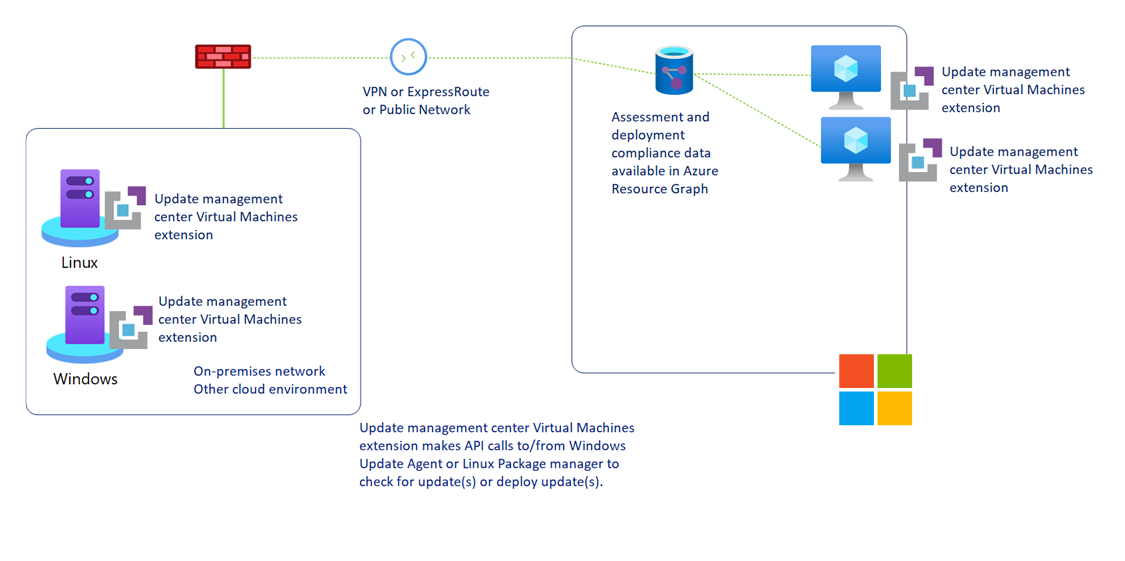 VPN or ExpressRoute
or Public Network
Assessment and
deployment
compliance data
available in Azure
Resource Graph
Update management
center Virtual Machines
extension
Update management
center Virtual Machines
extension
Update management
center Virtual Machines
extension
Linux
Update management
center Virtual Machines
extension
Windows
On-premises network
Other cloud environment
Update management center Virtual Machines
extension makes API calls to/from Windows
Update Agent or Linux Package manager to
check for update(s) or deploy update(s).